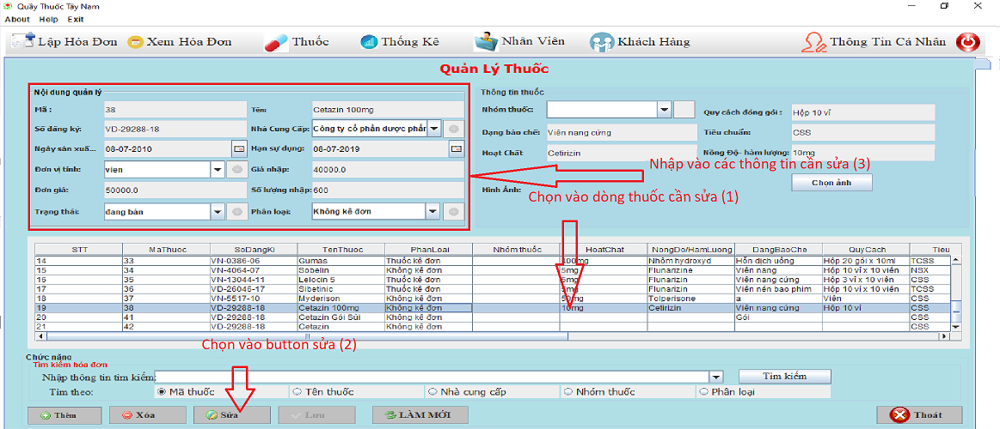 Quầy Thuốc Tây Nam
About Help Exit
Lập Hóa Đơn Xem Hóa Đơn Thuốc Thống Kê Nhân Viên Khách Hàng Thông Tin Cá Nhân
Quản Lý Thuốc
Nội dung quản lý
Mã : 38 Tên: Cetazin 100mg
Số đăng ký: VD-29288-18 Nhà Cung Cấp: Công ty cổ phần dược phẩm
Ngày sản xuấ... 08-07-2010 Hạn sự dụng: 08-07-2019
Đơn vị tính: vien Giá nhập: 40000.0
Đơn giá: 50000.0 Số lượng nhập: 600
Trạng thái: đang bán Phân loại: Không kê đơn
Thông tin thuốc
Nhóm thuốc: Quy cách đóng gói : Hộp 10 vỉ
Dạng bào chế: Viên nang cứng Tiêu chuẩn: CSS
Hoạt Chất Cetirizin Nồng Độ- hàm lượng: 10mg
Nhập vào các thông tin cần sửa (3)
Hình Ảnh: Chọn ảnh
Chọn vào dòng thuốc cần sửa (1)
STT MaThuoc SoDangKi TenThuoc PhanLoai Nhóm thuốc HoatChat NongDo/HamLuong DangBaoChe QuyCach Tieu
14 33 VN-0386-06 Gumas Thuốc kê đơn 400mg Nhôm hydroxyd Hỗn dịch uống Hộp 20 gói x 10ml TCSS
15 34 VN-4064-07 Sobelin Không kê đơn 5mg Flunarizine Viên nang Hộp 10 vỉ x 10 viên NSX
16 35 VN-13044-11 Lelocin 5 Thuốc kê đơn 5mg Flunarizin Viên nang cứng Hộp 3 vỉ x 10 viên CSS
17 36 VD-26046-17 Sibetinic Thuốc kê đơn mg Flunarizin Viên nén bao phim Hộp 10 vỉ x 10 viên TCSS
18 37 VN-5517-10 Myderison Không kê đơn 50mg Tolperisone a Viên CSS
19 38 VD-29288-18 Cetazin 100mg Không kê đơn 10mg Cetirizin Viên nang cứng Hộp 10 vỉ CSS
20 41 VD-29288-18 Cetazin Gói Sủi Không kê đơn Gói CSS
21 42 VD-29288-18 Cetazin Không kê đơn CSS
Chọn vào button sửa (2)
Chức năng
Tìm kiếm hóa đơn
Nhập thông tin tìm kiếm: Tìm kiếm
Tìm theo: Mã thuốc Tên thuốc Nhà cung cấp Nhóm thuốc Phân loại
Thêm Xóa Sửa Lưu LÀM MỚI Thoát